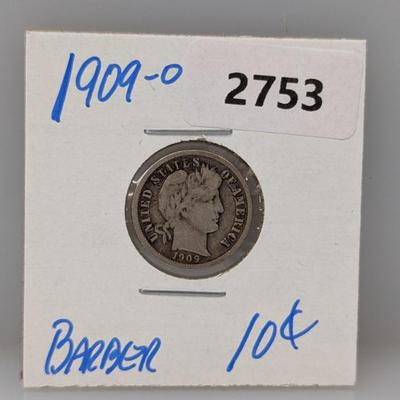 1909-O
2753
UNITED STATES OF AMERICA
1909
BARBER 10¢